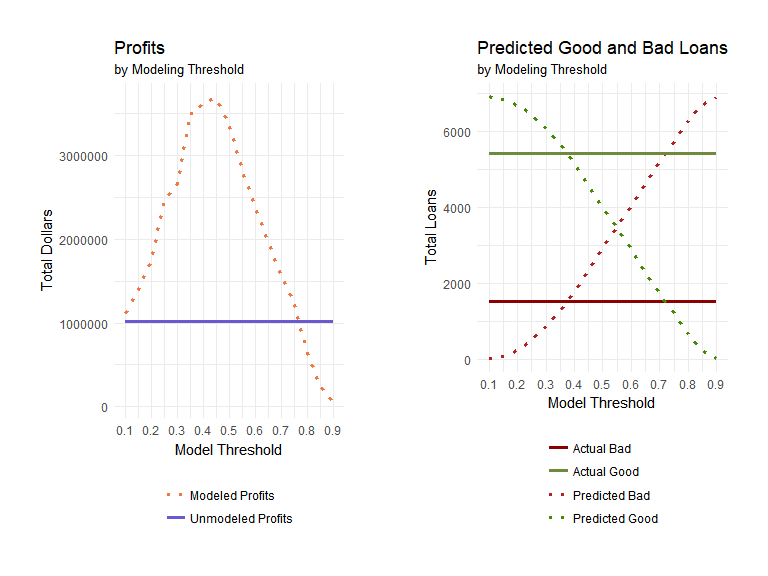 Profits
by Modeling Threshold
Total Dollars
3000000
2000000
1000000
0
0.1 0.2 0.3 0.4 0.5 0.6 0.7 0.8 0.9
Model Threshold
Modeled Profits
Unmodeled Profits
Predicted Good and Bad Loans
by Modeling Threshold
Total Loans
6000
4000
2000
0
0.1 0.2 0.3 0.4 0.5 0.6 0.7 0.8 0.9
Model Threshold
Actual Bad
Actual Good
Predicted Bad
Predicted Good